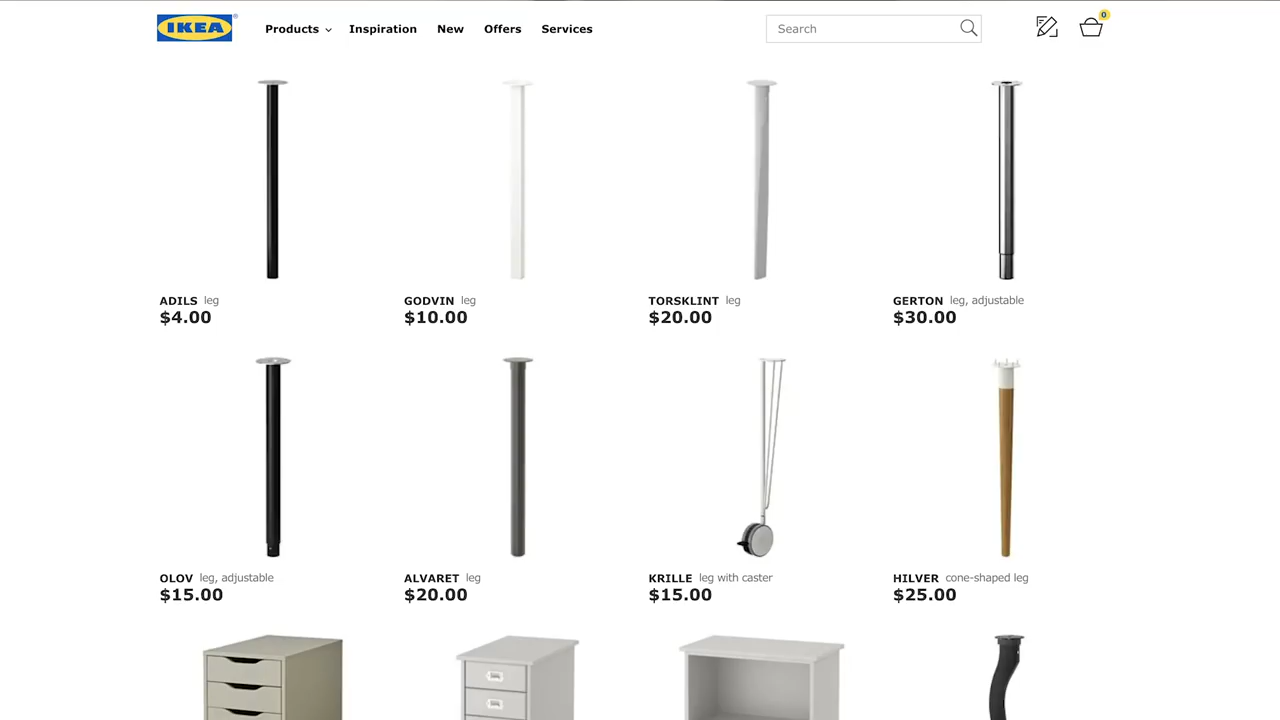 IKEA® Products Inspiration New Offers Services Search 0
ADILS leg GODVIN leg TORSKLINT leg GERTON leg, adjustable
$4.00 $10.00 $20.00 $30.00
OLOV leg, adjustable ALVARET leg KRILLE leg with caster HILVER cone-shaped leg
$15.00 $20.00 $15.00 $25.00